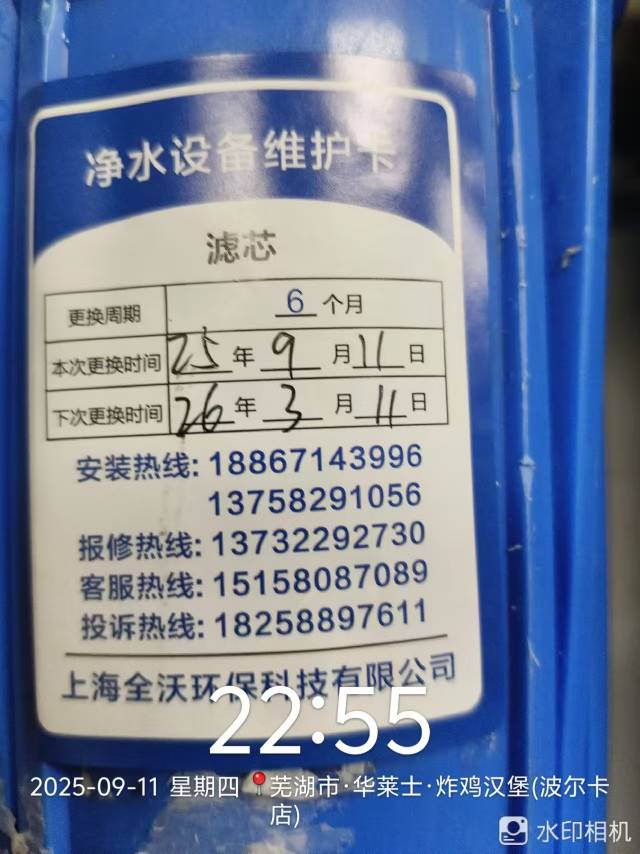 净水设备维护卡
滤芯
更换周期 6 个月
本次更换时间 25 年 9 月 11 日
下次更换时间 26 年 3 月 11 日
安装热线: 18867143996
13758291056
报修热线: 13732292730
客服热线: 15158087089
投诉热线: 18258897611
上海全沃环保科技有限公司
22:55
2025-09-11 星期四 📍芜湖市·华莱士·炸鸡汉堡(波尔卡
店)
水印相机